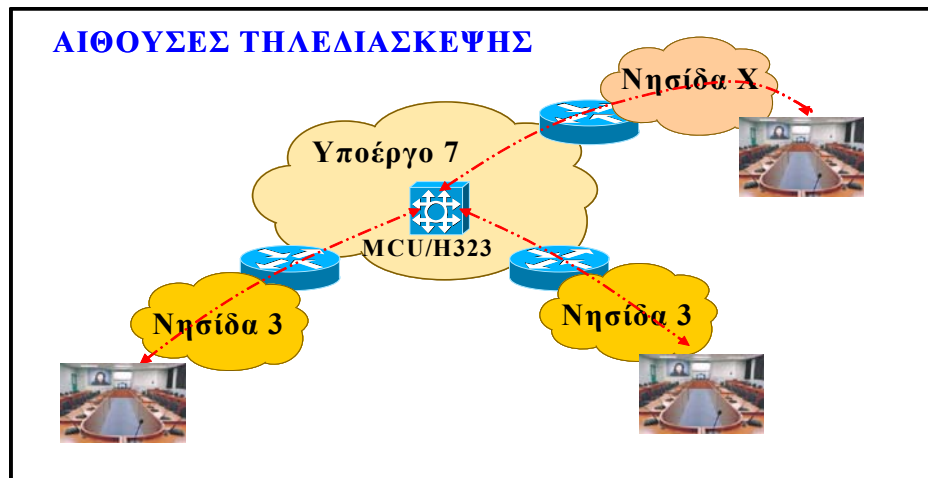 ΑΙΘΟΥΣΕΣ ΤΗΛΕΔΙΑΣΚΕΨΗΣ
Νησίδα Χ
Υποέργο 7
MCU/H323
Νησίδα 3
Νησίδα 3